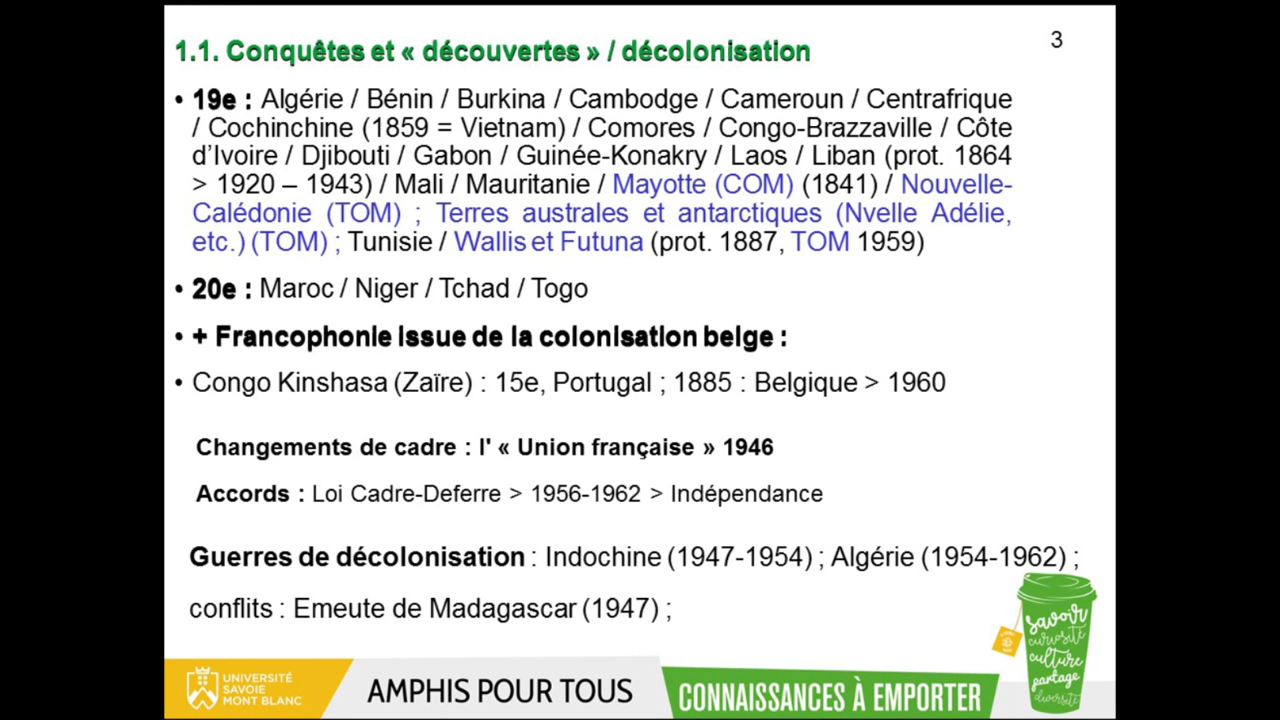 1.1. Conquêtes et « découvertes » / décolonisation
3
• 19e : Algérie / Bénin / Burkina / Cambodge / Cameroun / Centrafrique
/ Cochinchine (1859 = Vietnam) / Comores / Congo-Brazzaville / Côte
d'Ivoire / Djibouti / Gabon / Guinée-Konakry / Laos / Liban (prot. 1864
> 1920 – 1943) / Mali / Mauritanie / Mayotte (COM) (1841) / Nouvelle-
Calédonie (TOM) ; Terres australes et antarctiques (Nvelle Adélie,
etc.) (TOM) ; Tunisie / Wallis et Futuna (prot. 1887, TOM 1959)
• 20e : Maroc / Niger / Tchad / Togo
• + Francophonie issue de la colonisation belge :
• Congo Kinshasa (Zaïre) : 15e, Portugal ; 1885 : Belgique > 1960
Changements de cadre : l' « Union française » 1946
Accords : Loi Cadre-Deferre > 1956-1962 > Indépendance
Guerres de décolonisation : Indochine (1947-1954) ; Algérie (1954-1962) ;
conflits : Emeute de Madagascar (1947) ;
savoir
curiosité
culture
partage
diversité
UNIVERSITÉ
SAVOIE
MONT BLANC
AMPHIS POUR TOUS
CONNAISSANCES À EMPORTER